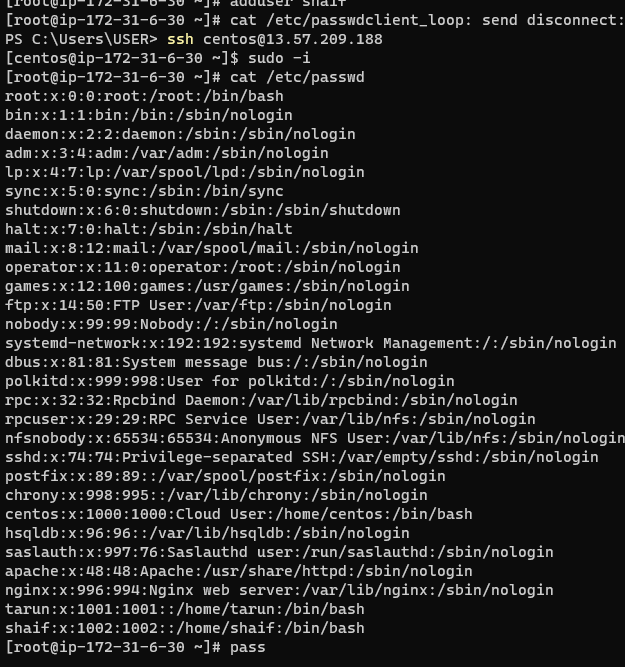 [root@ip-172-31-6-30 ~]# adduser shaif
[root@ip-172-31-6-30 ~]# cat /etc/passwdclient_loop: send disconnect:
PS C:\Users\USER> ssh centos@13.57.209.188
[centos@ip-172-31-6-30 ~]$ sudo -i
[root@ip-172-31-6-30 ~]# cat /etc/passwd
root:x:0:0:root:/root:/bin/bash
bin:x:1:1:bin:/bin:/sbin/nologin
daemon:x:2:2:daemon:/sbin:/sbin/nologin
adm:x:3:4:adm:/var/adm:/sbin/nologin
lp:x:4:7:lp:/var/spool/lpd:/sbin/nologin
sync:x:5:0:sync:/sbin:/bin/sync
shutdown:x:6:0:shutdown:/sbin:/sbin/shutdown
halt:x:7:0:halt:/sbin:/sbin/halt
mail:x:8:12:mail:/var/spool/mail:/sbin/nologin
operator:x:11:0:operator:/root:/sbin/nologin
games:x:12:100:games:/usr/games:/sbin/nologin
ftp:x:14:50:FTP User:/var/ftp:/sbin/nologin
nobody:x:99:99:Nobody:/:/sbin/nologin
systemd-network:x:192:192:systemd Network Management:/:/sbin/nologin
dbus:x:81:81:System message bus:/:/sbin/nologin
polkitd:x:999:998:User for polkitd:/:/sbin/nologin
rpc:x:32:32:Rpcbind Daemon:/var/lib/rpcbind:/sbin/nologin
rpcuser:x:29:29:RPC Service User:/var/lib/nfs:/sbin/nologin
nfsnobody:x:65534:65534:Anonymous NFS User:/var/lib/nfs:/sbin/nologin
sshd:x:74:74:Privilege-separated SSH:/var/empty/sshd:/sbin/nologin
postfix:x:89:89::/var/spool/postfix:/sbin/nologin
chrony:x:998:995::/var/lib/chrony:/sbin/nologin
centos:x:1000:1000:Cloud User:/home/centos:/bin/bash
hsqldb:x:96:96::/var/lib/hsqldb:/sbin/nologin
saslauth:x:997:76:Saslauthd user:/run/saslauthd:/sbin/nologin
apache:x:48:48:Apache:/usr/share/httpd:/sbin/nologin
nginx:x:996:994:Nginx web server:/var/lib/nginx:/sbin/nologin
tarun:x:1001:1001::/home/tarun:/bin/bash
shaif:x:1002:1002::/home/shaif:/bin/bash
[root@ip-172-31-6-30 ~]# pass